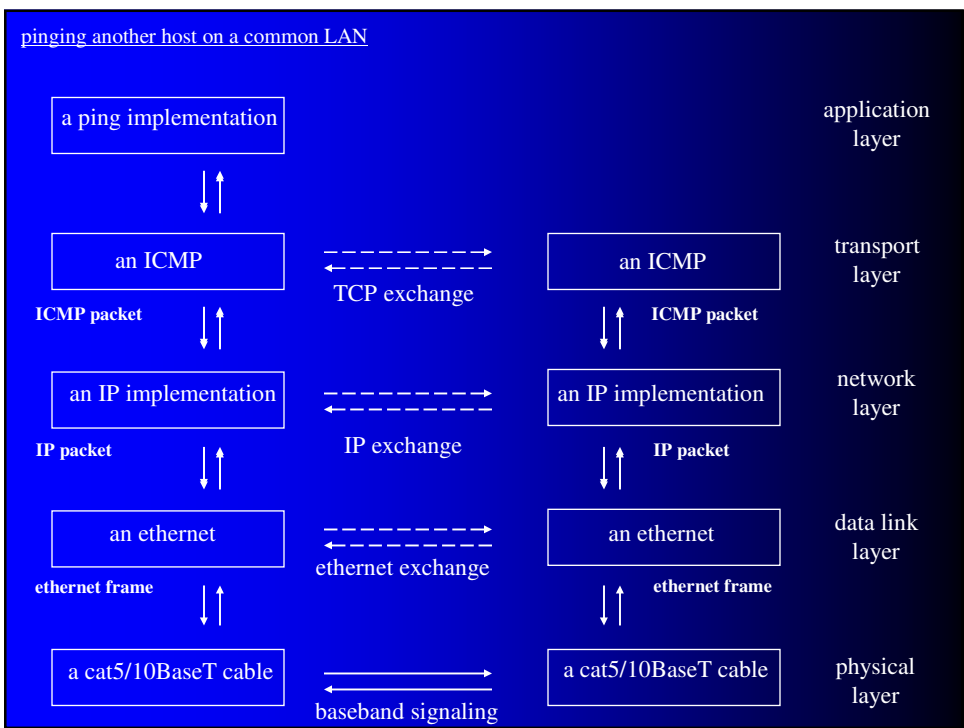 pinging another host on a common LAN
a ping implementation
application
layer
an ICMP
TCP exchange
an ICMP
transport
layer
ICMP packet
ICMP packet
an IP implementation
IP exchange
an IP implementation
network
layer
IP packet
IP packet
an ethernet
ethernet exchange
an ethernet
data link
layer
ethernet frame
ethernet frame
a cat5/10BaseT cable
baseband signaling
a cat5/10BaseT cable
physical
layer